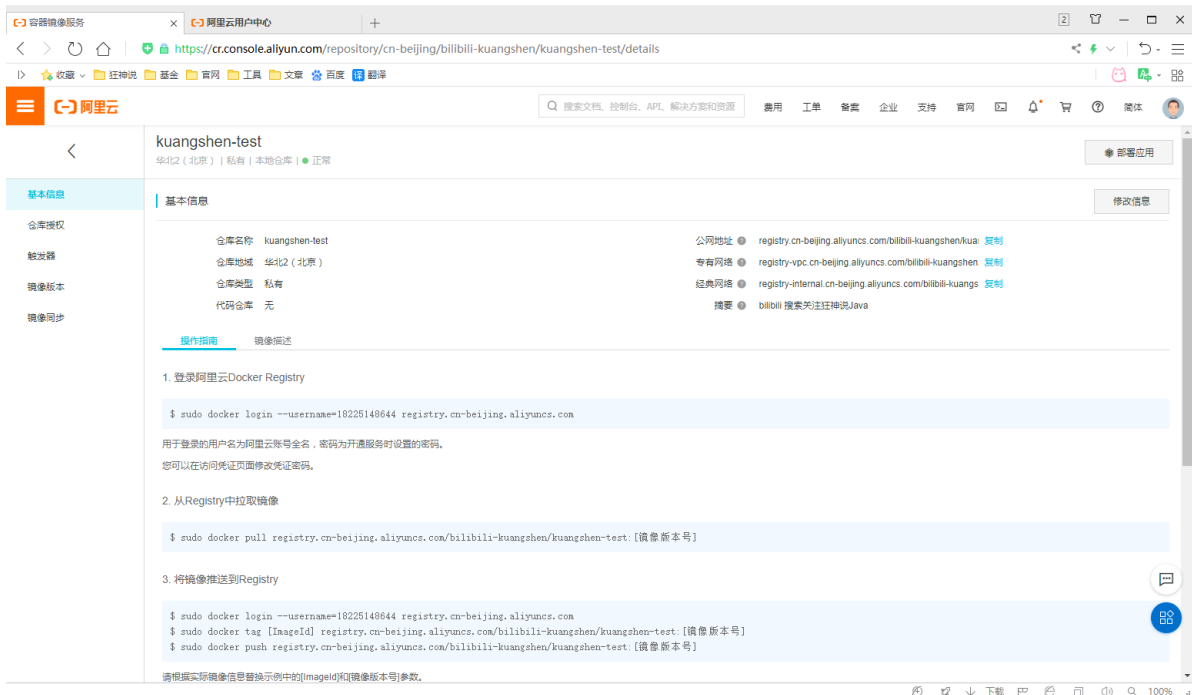 容器镜像服务
阿里云用户中心
2
https://cr.console.aliyun.com/repository/cn-beijing/bilibili-kuangshen/kuangshen-test/details
收藏 狂神说 基金 官网 工具 文章 百度 译 翻译
阿里云 搜索文档、控制台、API、解决方案和资源 费用 工单 备案 企业 支持 官网 简体
kuangshen-test
华北2（北京） | 私有 | 本地仓库 | 正常
部署应用
基本信息
仓库授权
触发器
镜像版本
镜像同步
基本信息
修改信息
仓库名称 kuangshen-test
仓库地域 华北2（北京）
仓库类型 私有
代码仓库 无
公网地址 registry.cn-beijing.aliyuncs.com/bilibili-kuangshen/kua 复制
专有网络 registry-vpc.cn-beijing.aliyuncs.com/bilibili-kuangshen 复制
经典网络 registry-internal.cn-beijing.aliyuncs.com/bilibili-kuangs 复制
摘要 bilibili 搜索关注狂神说Java
操作指南 镜像描述
1. 登录阿里云Docker Registry
$ sudo docker login --username=18225148644 registry.cn-beijing.aliyuncs.com
用于登录的用户名为阿里云账号全名，密码为开通服务时设置的密码。
您可以在访问凭证页面修改凭证密码。
2. 从Registry中拉取镜像
$ sudo docker pull registry.cn-beijing.aliyuncs.com/bilibili-kuangshen/kuangshen-test:[镜像版本号]
3. 将镜像推送到Registry
$ sudo docker login --username=18225148644 registry.cn-beijing.aliyuncs.com
$ sudo docker tag [ImageId] registry.cn-beijing.aliyuncs.com/bilibili-kuangshen/kuangshen-test:[镜像版本号]
$ sudo docker push registry.cn-beijing.aliyuncs.com/bilibili-kuangshen/kuangshen-test:[镜像版本号]
请根据实际镜像信息替换示例中的[ImageId]和[镜像版本号]参数。
下载 100%